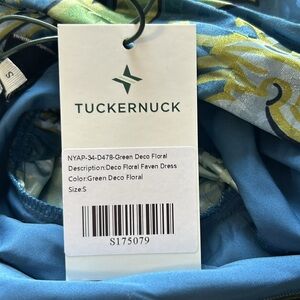 S
TUCKERNUCK
NYAP-34-D478-Green Deco Floral
Description:Deco Floral Faven Dress
Color:Green Deco Floral
Size:S
S175079